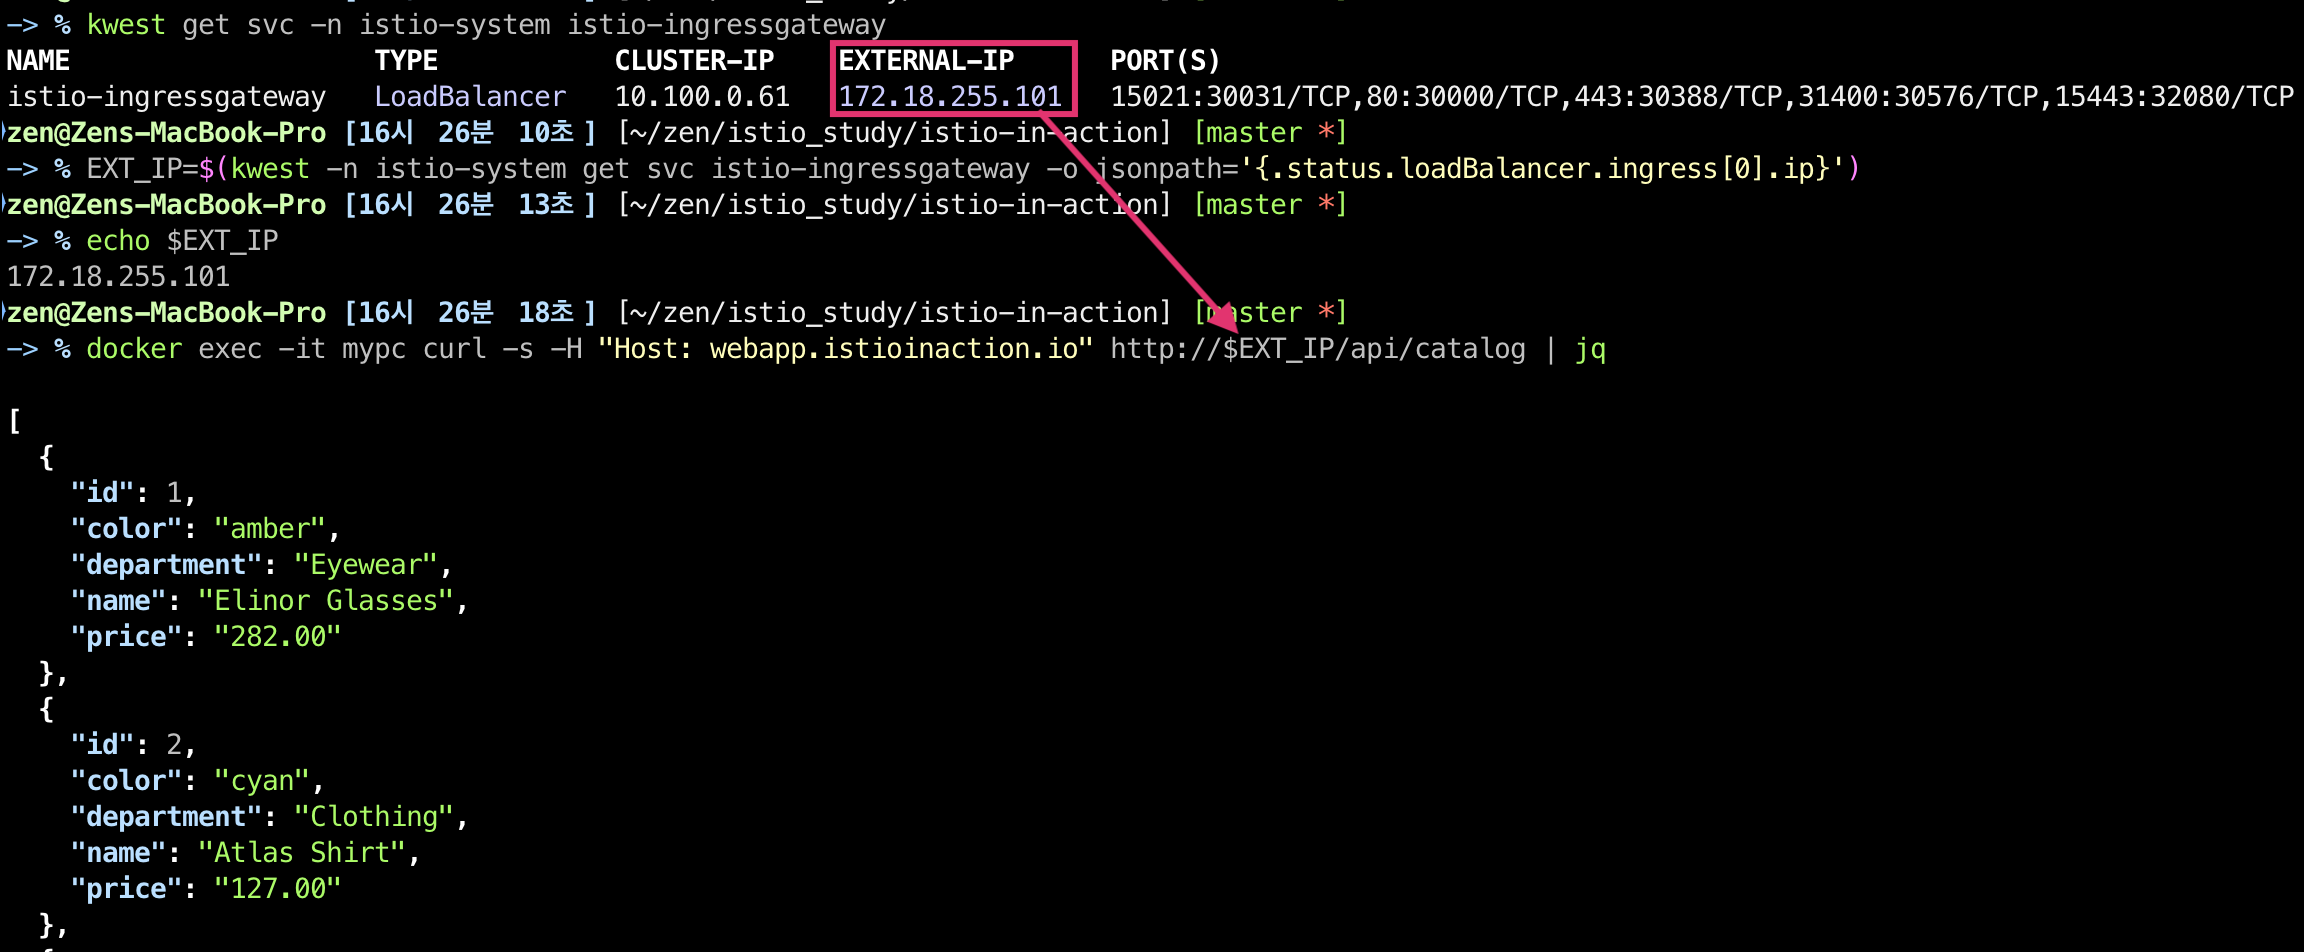 -> % kwest get svc -n istio-system istio-ingressgateway
NAME                   TYPE           CLUSTER-IP    EXTERNAL-IP      PORT(S)
istio-ingressgateway   LoadBalancer   10.100.0.61   172.18.255.101   15021:30031/TCP,80:30000/TCP,443:30388/TCP,31400:30576/TCP,15443:32080/TCP
zen@Zens-MacBook-Pro [16시 26분 10초] [~/zen/istio_study/istio-in-action] [master *]
-> % EXT_IP=$(kwest -n istio-system get svc istio-ingressgateway -o jsonpath='{.status.loadBalancer.ingress[0].ip}')
zen@Zens-MacBook-Pro [16시 26분 13초] [~/zen/istio_study/istio-in-action] [master *]
-> % echo $EXT_IP
172.18.255.101
zen@Zens-MacBook-Pro [16시 26분 18초] [~/zen/istio_study/istio-in-action] [master *]
-> % docker exec -it mypc curl -s -H "Host: webapp.istioinaction.io" http://$EXT_IP/api/catalog | jq
[
  {
    "id": 1,
    "color": "amber",
    "department": "Eyewear",
    "name": "Elinor Glasses",
    "price": "282.00"
  },
  {
    "id": 2,
    "color": "cyan",
    "department": "Clothing",
    "name": "Atlas Shirt",
    "price": "127.00"
  },